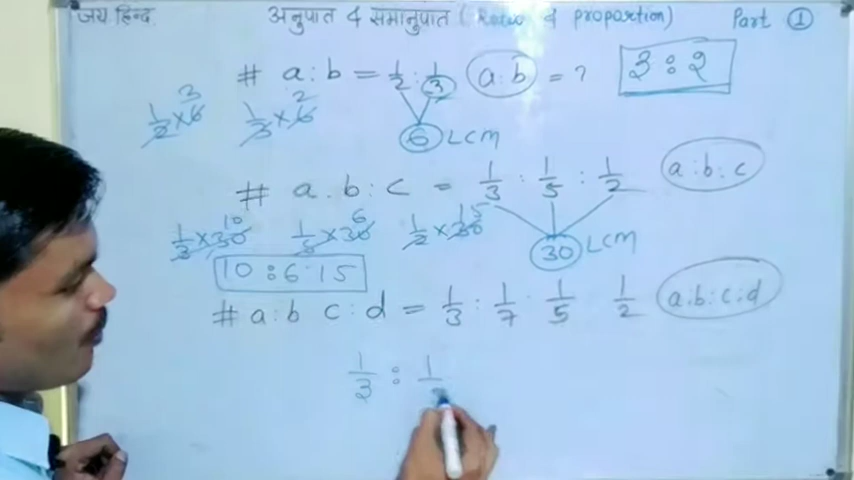 जय हिन्द. अनुपात & समानुपात ( Ratio & proportion) Part ①
# a:b = 1/2 : 1/3 a:b = ? 3:2
1/2 × 6 3 1/3 × 6 2 6 LCM
# a.b:c = 1/3 : 1/5 : 1/2 a:b:c
1/3 × 30 10 1/5 × 30 6 1/2 × 30 15 30 LCM
10:6:15
# a:b c:d = 1/3 : 1/7 1/5 1/2 a:b:c:d
1/3 : 1